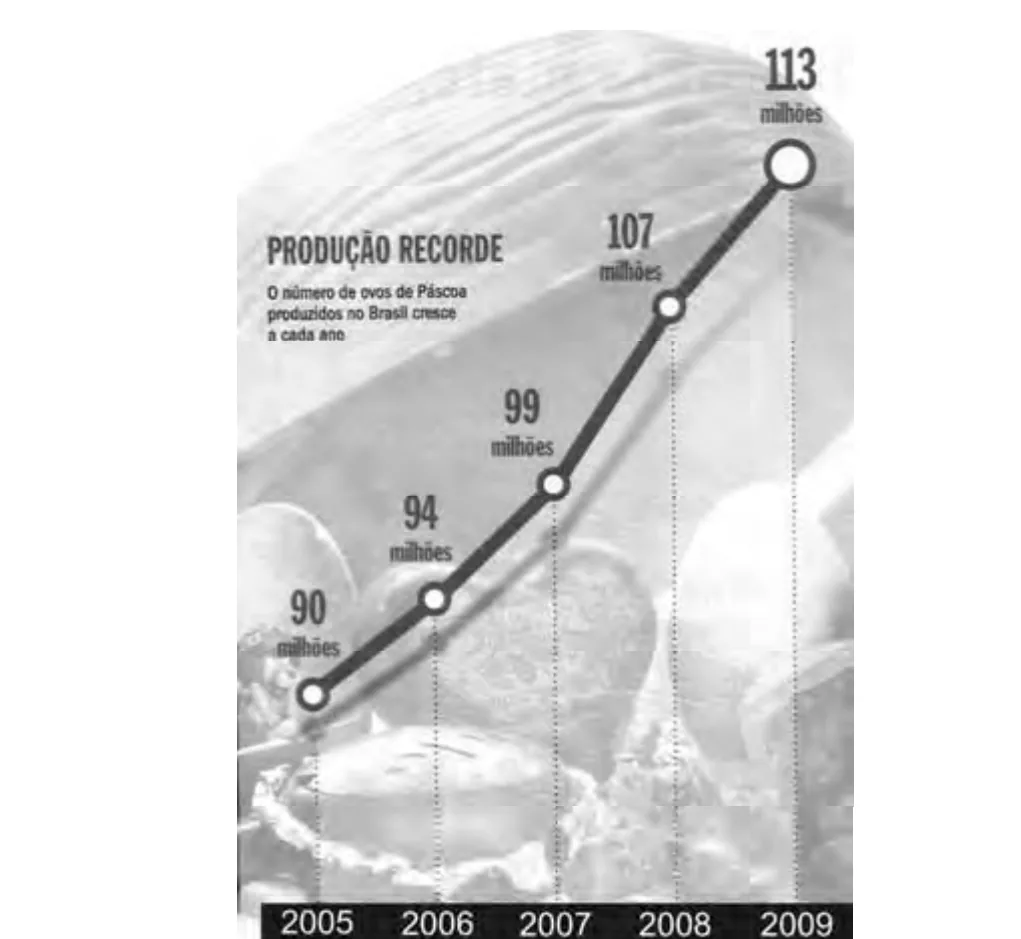 113
milhões
107
milhões
PRODUÇÃO RECORDE
O número de ovos de Páscoa
produzidos no Brasil cresce
a cada ano
99
milhões
94
milhões
90
milhões
2005 2006 2007 2008 2009